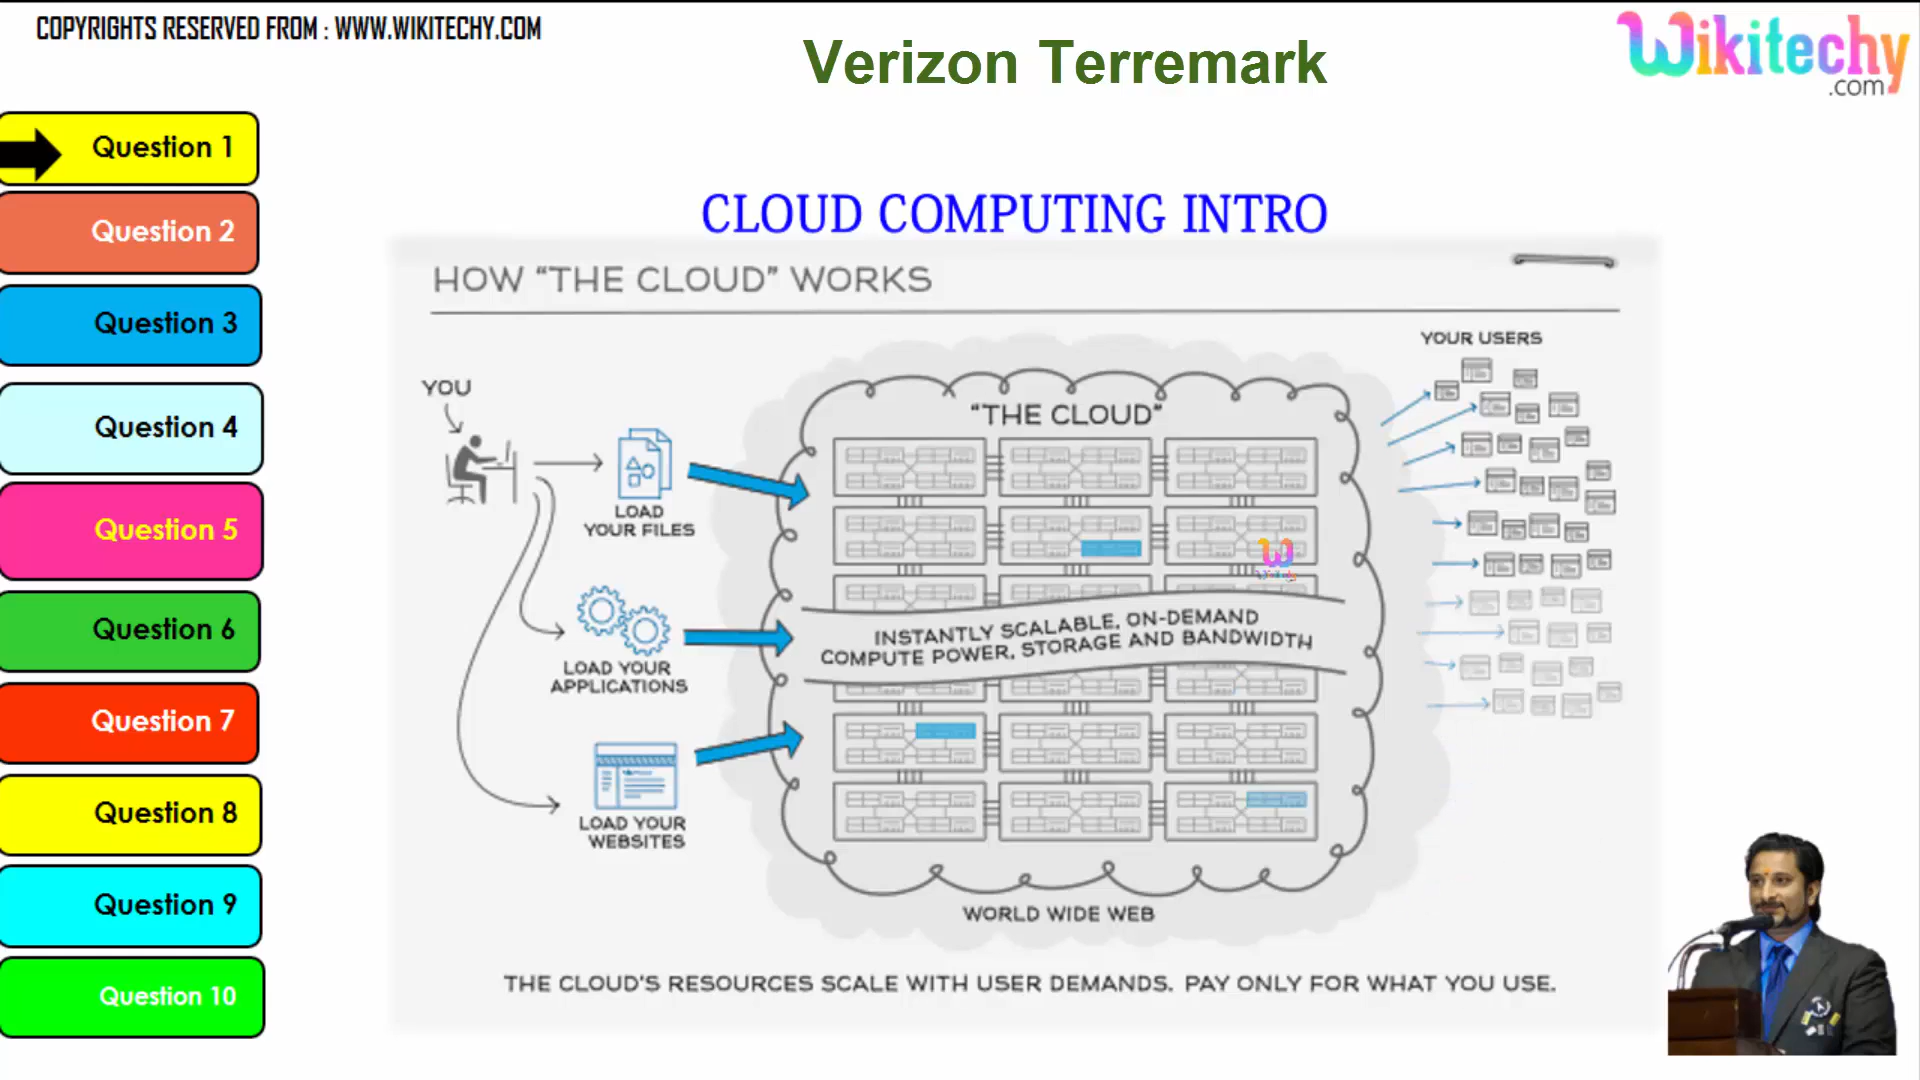 COPYRIGHTS RESERVED FROM : WWW.WIKITECHY.COM
Verizon Terremark
Wikitechy
.com
Question 1
Question 2
Question 3
Question 4
Question 5
Question 6
Question 7
Question 8
Question 9
Question 10
CLOUD COMPUTING INTRO
HOW “THE CLOUD” WORKS
YOU
LOAD
YOUR FILES
LOAD YOUR
APPLICATIONS
LOAD YOUR
WEBSITES
“THE CLOUD”
INSTANTLY SCALABLE, ON-DEMAND
COMPUTE POWER, STORAGE AND BANDWIDTH
WORLD WIDE WEB
YOUR USERS
THE CLOUD'S RESOURCES SCALE WITH USER DEMANDS. PAY ONLY FOR WHAT YOU USE.